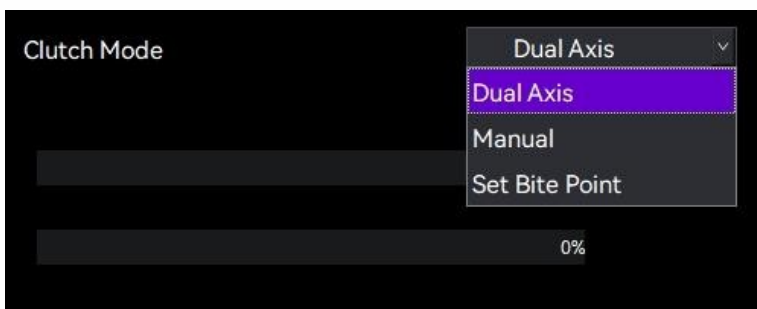 Clutch Mode Dual Axis
Dual Axis
Manual
Set Bite Point
0%